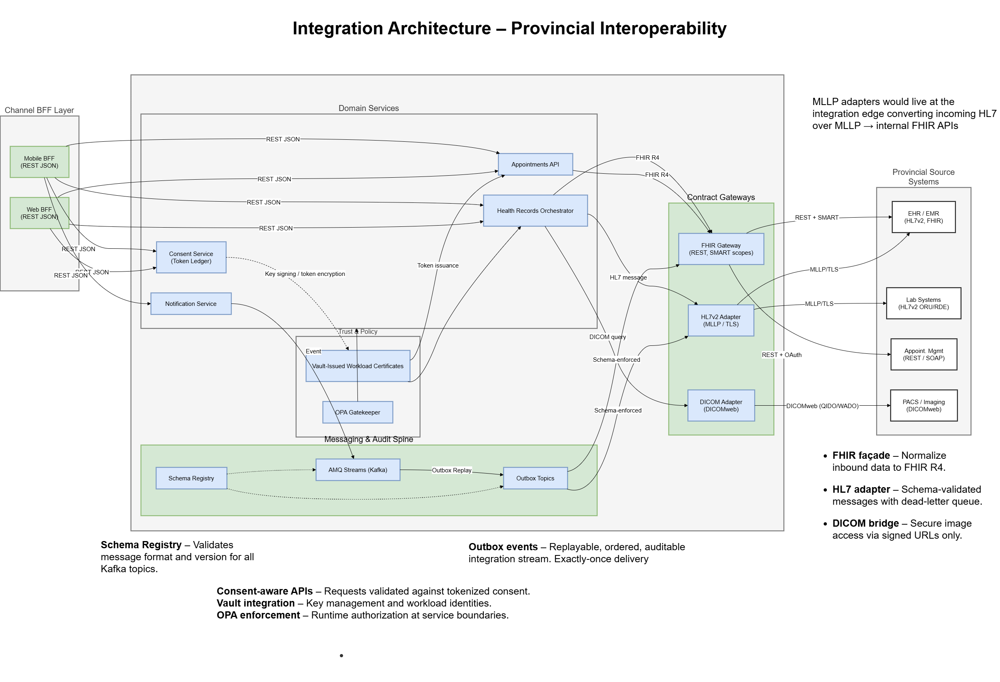 Integration Architecture – Provincial Interoperability
MLLP adapters would live at the
integration edge converting incoming HL7
over MLLP → internal FHIR APIs
Channel BFF Layer
Mobile BFF
(REST JSON)
Web BFF
(REST JSON)
Domain Services
REST JSON
REST JSON
REST JSON
REST JSON
REST JSON
REST JSON
REST JSON
Appointments API
Health Records Orchestrator
Consent Service
(Token Ledger)
Notification Service
Key signing / token encryption
Token issuance
Trust & Policy
Event
Vault-Issued Workload Certificates
OPA Gatekeeper
Messaging & Audit Spine
Schema Registry
AMQ Streams (Kafka)
Outbox Replay
Outbox Topics
FHIR R4
FHIR R4
HL7 message
DICOM query
Schema-enforced
Schema-enforced
Contract Gateways
FHIR Gateway
(REST, SMART scopes)
HL7v2 Adapter
(MLLP / TLS)
DICOM Adapter
(DICOMweb)
REST + SMART
MLLP/TLS
MLLP/TLS
REST + OAuth
DICOMweb (QIDO/WADO)
Provincial Source
Systems
EHR / EMR
(HL7v2, FHIR)
Lab Systems
(HL7v2 ORU/RDE)
Appoint. Mgmt
(REST / SOAP)
PACS / Imaging
(DICOMweb)
• FHIR façade – Normalize
inbound data to FHIR R4.
• HL7 adapter – Schema-validated
messages with dead-letter queue.
• DICOM bridge – Secure image
access via signed URLs only.
Schema Registry – Validates
message format and version for all
Kafka topics.
Outbox events – Replayable, ordered, auditable
integration stream. Exactly-once delivery
Consent-aware APIs – Requests validated against tokenized consent.
Vault integration – Key management and workload identities.
OPA enforcement – Runtime authorization at service boundaries.
•